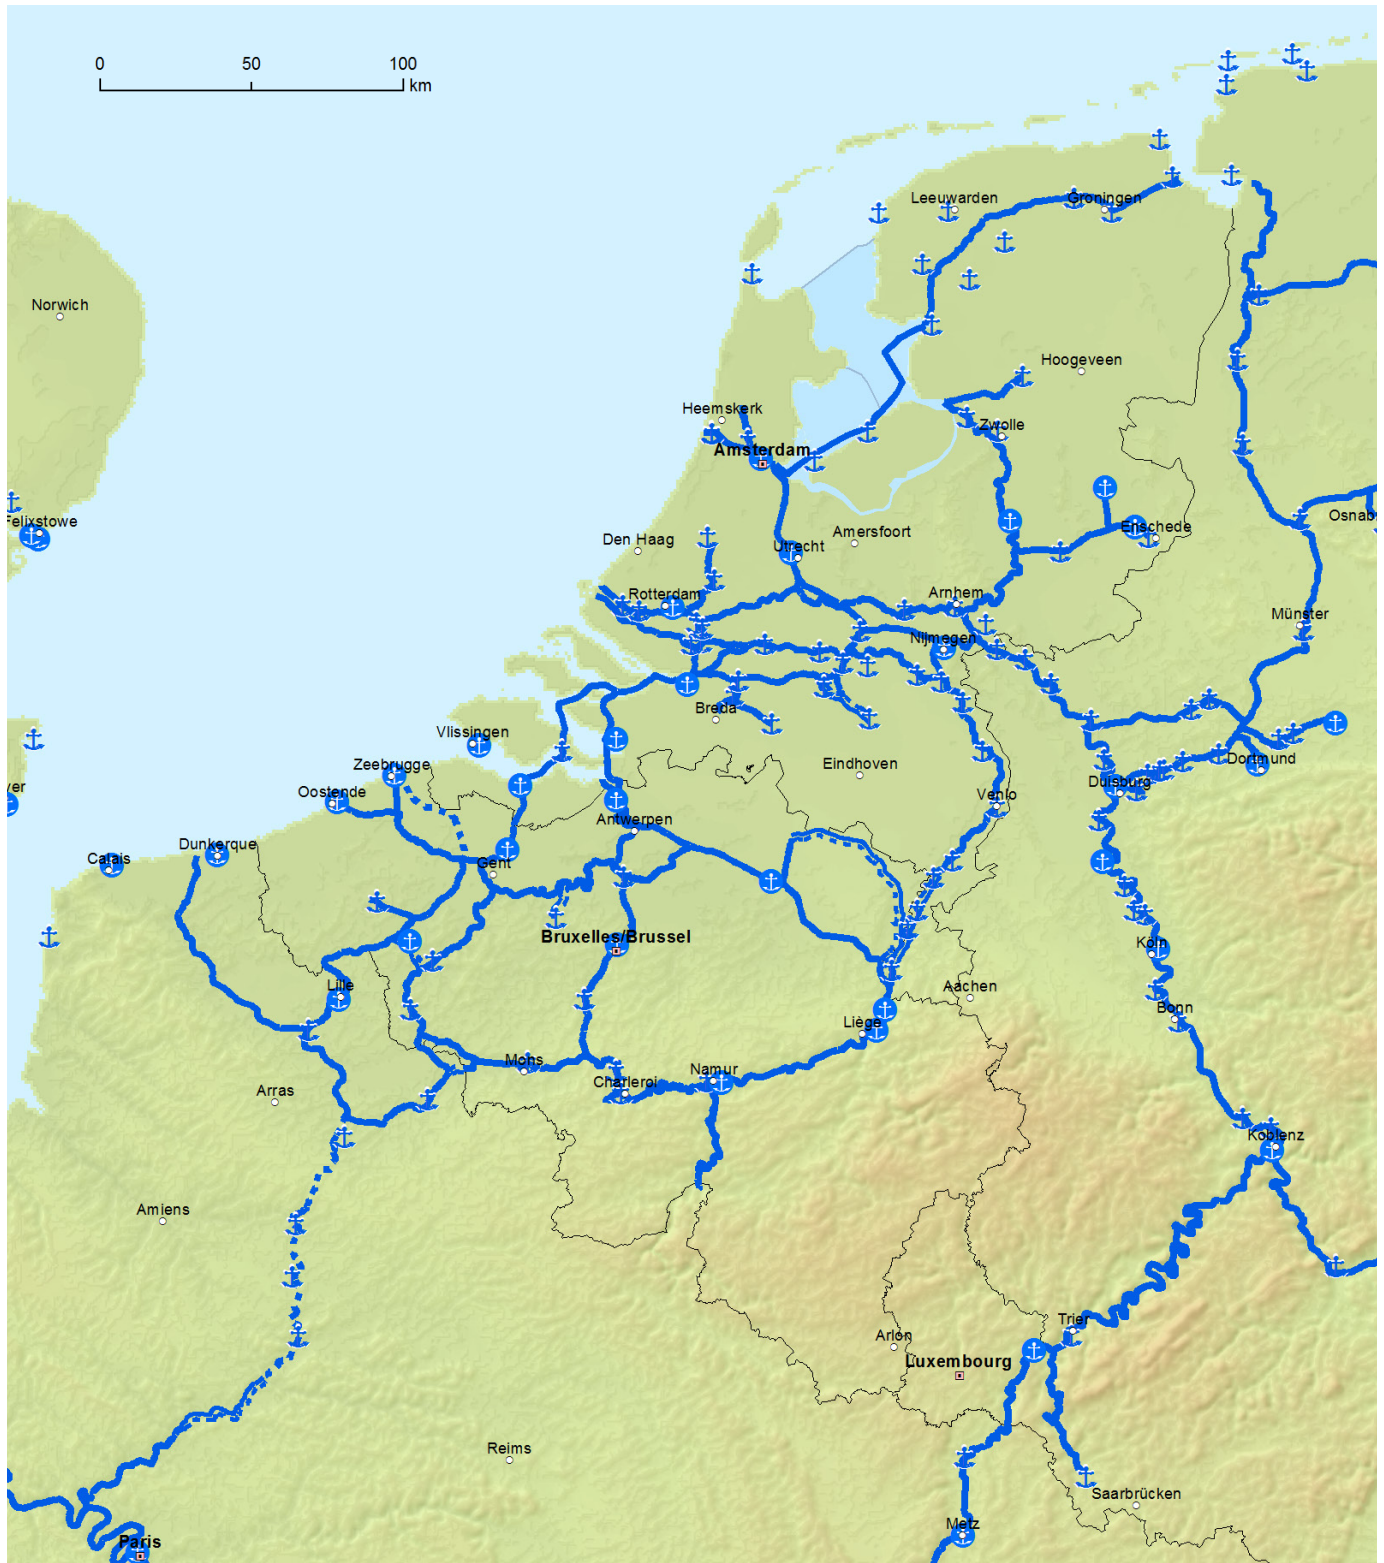 0 50 100
km
Leeuwarden
Groningen
Norwich
Hoogeveen
Heemskerk
Zwolle
Amsterdam
Felixstowe
Enschede
Osnab
Den Haag
Amersfoort
Utrecht
Rotterdam
Arnhem
Münster
Nijmegen
Breda
Vlissingen
Zeebrugge
Eindhoven
Dortmund
yer
Oostende
Duisburg
Venlo
Antwerpen
Dunkerque
Calais
Gent
Bruxelles/Brussel
Köln
Lille
Aachen
Bonn
Liège
Mons
Namur
Charleroi
Arras
Koblenz
Amiens
Trier
Arlon
Luxembourg
Reims
Saarbrücken
Metz
Paris